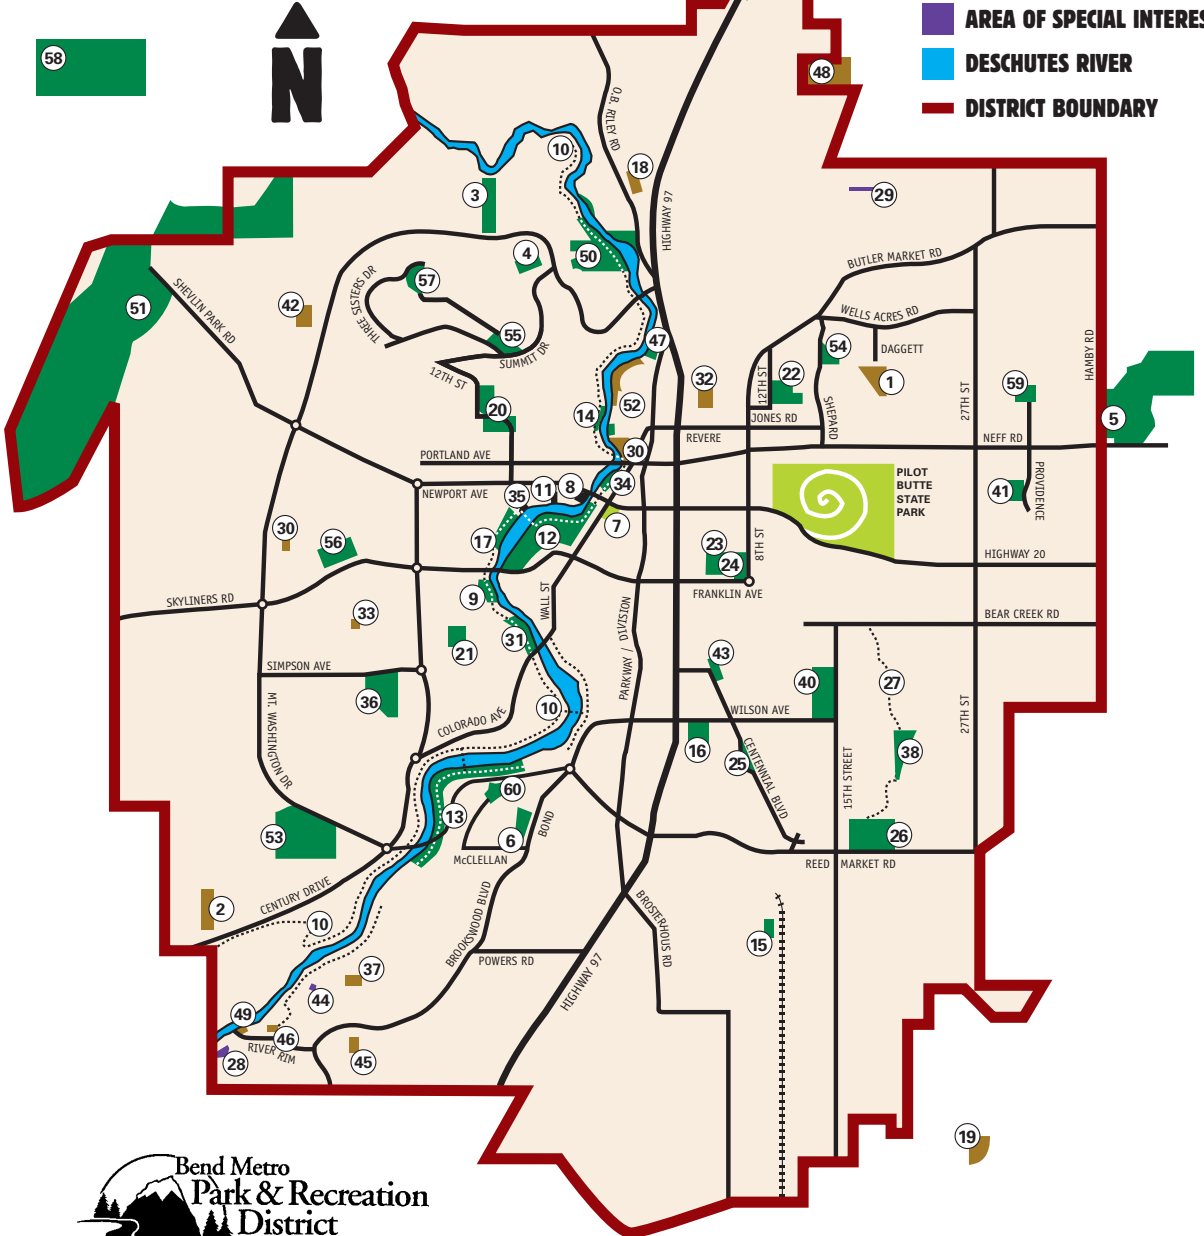 AREA OF SPECIAL INTERES
DESCHUTES RIVER
DISTRICT BOUNDARY
58
N
48
O.B. RILEY RD
10
18
3
29
HIGHWAY 97
4
50
BUTLER MARKET RD
57
THREE SISTERS DR
SHEVLIN PARK RD
51
42
WELLS ACRES RD
55
SUMMIT DR
47
54
DAGGETT
HAMBY RD
12TH ST
32
12TH ST
22
1
27TH ST
59
20
14
52
SHEPARD
5
JONES RD
REVERE
NEFF RD
30
PORTLAND AVE
PILOT
BUTTE
STATE
PARK
NEWPORT AVE
35
11
8
34
41
PROVIDENCE
7
30
56
17
12
23
24
8TH ST
HIGHWAY 20
SKYLINERS RD
9
WALL ST
FRANKLIN AVE
33
BEAR CREEK RD
21
31
PARKWAY / DIVISION
SIMPSON AVE
43
36
40
27
MT. WASHINGTON DR
10
WILSON AVE
27TH ST
COLORADO AVE
16
25
CENTENNIAL BLVD
15TH STREET
38
60
13
53
6
BOND
26
McCLELLAN
REED
MARKET RD
2
CENTURY DRIVE
10
BROOKSWOOD BLVD
BROSTERHOUS RD
15
37
POWERS RD
HIGHWAY 97
44
49
46
RIVER RIM
28
45
19
Bend Metro
Park & Recreation
District